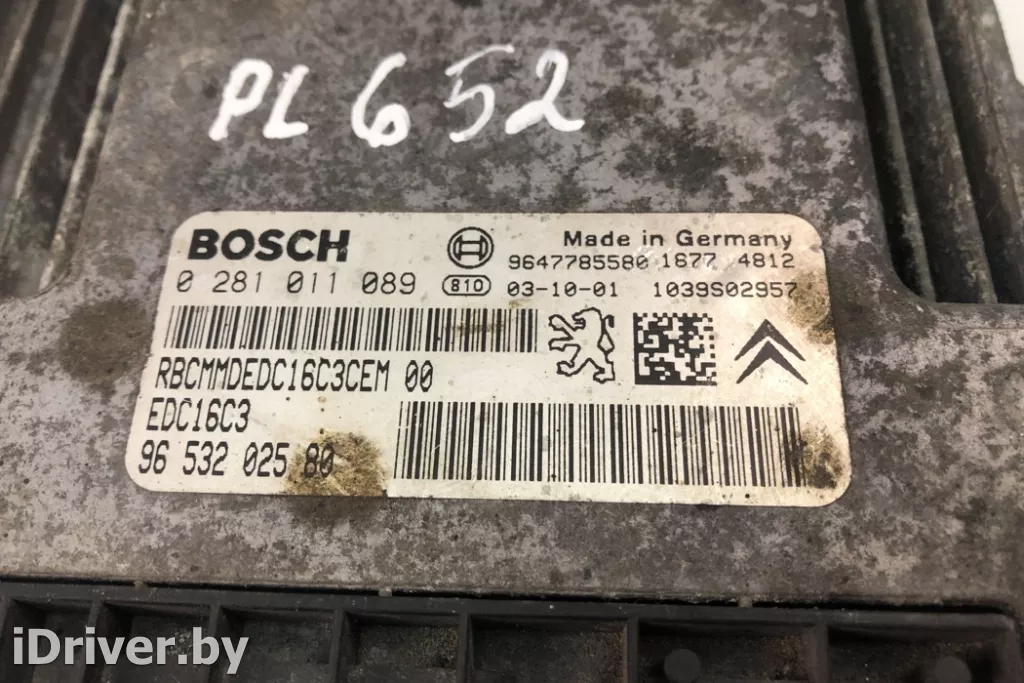 PL 652
BOSCH
Made in Germany
0 281 011 089
9647785580 1677 4812
810 03-10-01 1039S02957
RBCMMDEDC16C3CEM 00
EDC16C3
96 532 025 80
iDriver.by